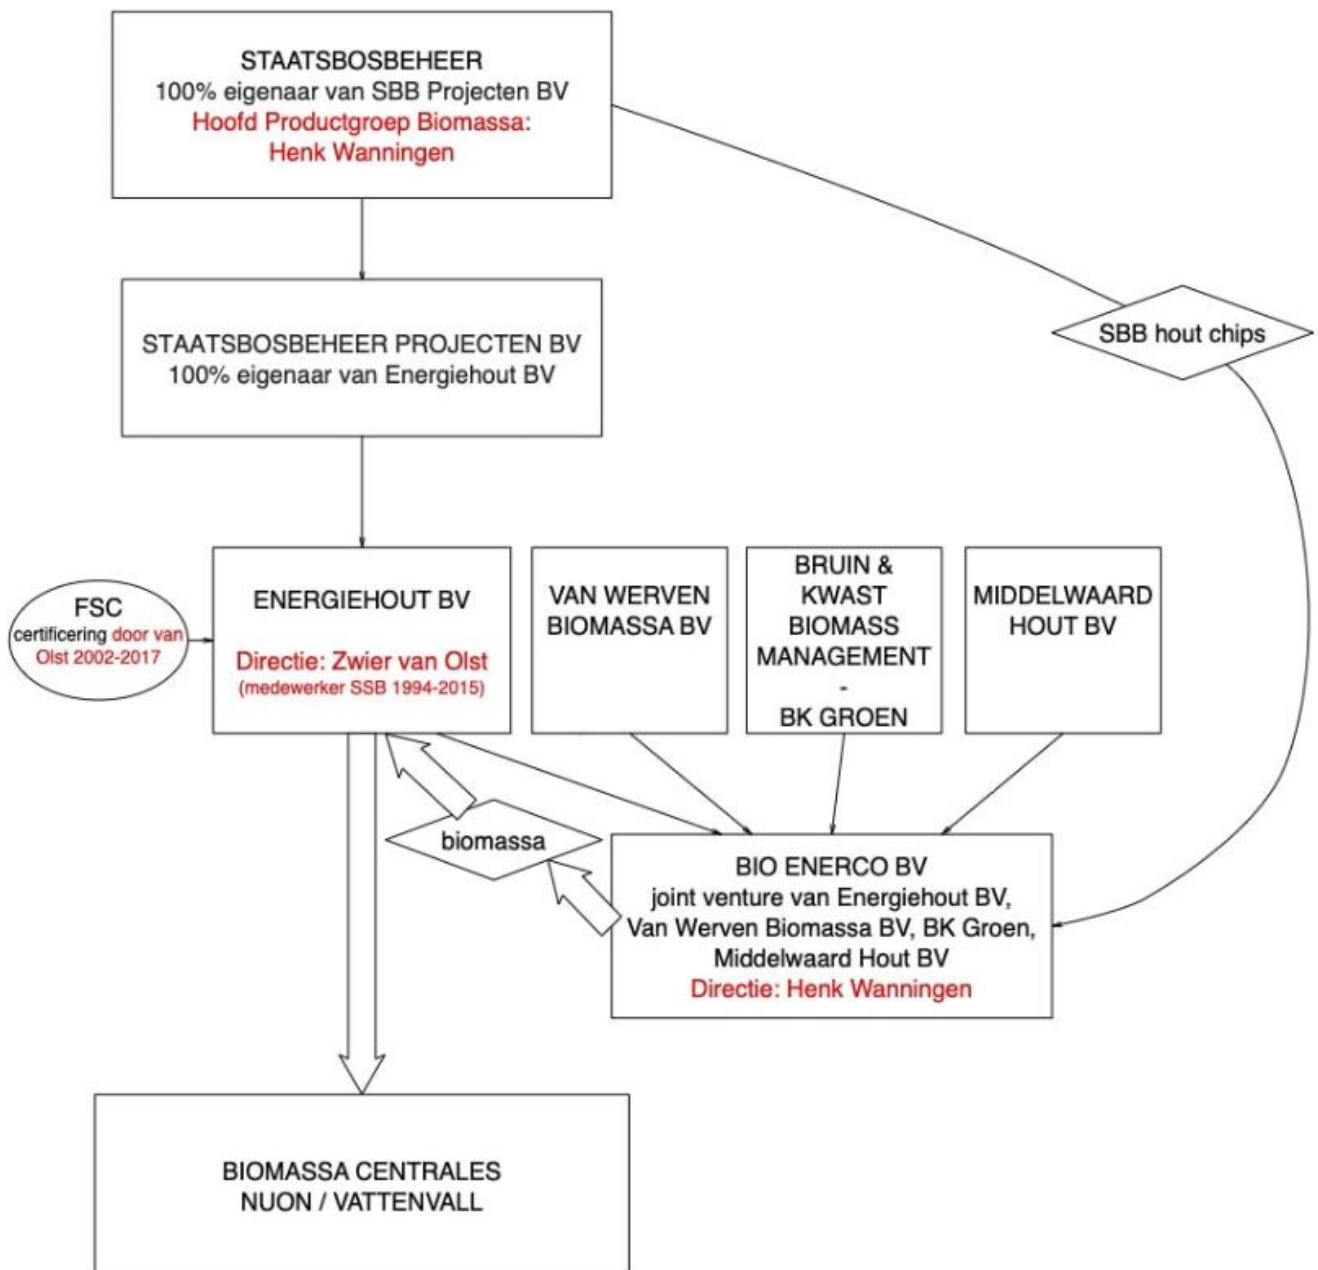 STAATSBOSBEHEER
100% eigenaar van SBB Projecten BV
Hoofd Productgroep Biomassa:
Henk Wanningen
STAATSBOSBEHEER PROJECTEN BV
100% eigenaar van Energiehout BV
SBB hout chips
FSC
certificering door van
Olst 2002-2017
ENERGIEHOUT BV
Directie: Zwier van Olst
(medewerker SSB 1994-2015)
VAN WERVEN
BIOMASSA BV
BRUIN &
KWAST
BIOMASS
MANAGEMENT
-
BK GROEN
MIDDELWAARD
HOUT BV
biomassa
BIO ENERCO BV
joint venture van Energiehout BV,
Van Werven Biomassa BV, BK Groen,
Middelwaard Hout BV
Directie: Henk Wanningen
BIOMASSA CENTRALES
NUON / VATTENVALL